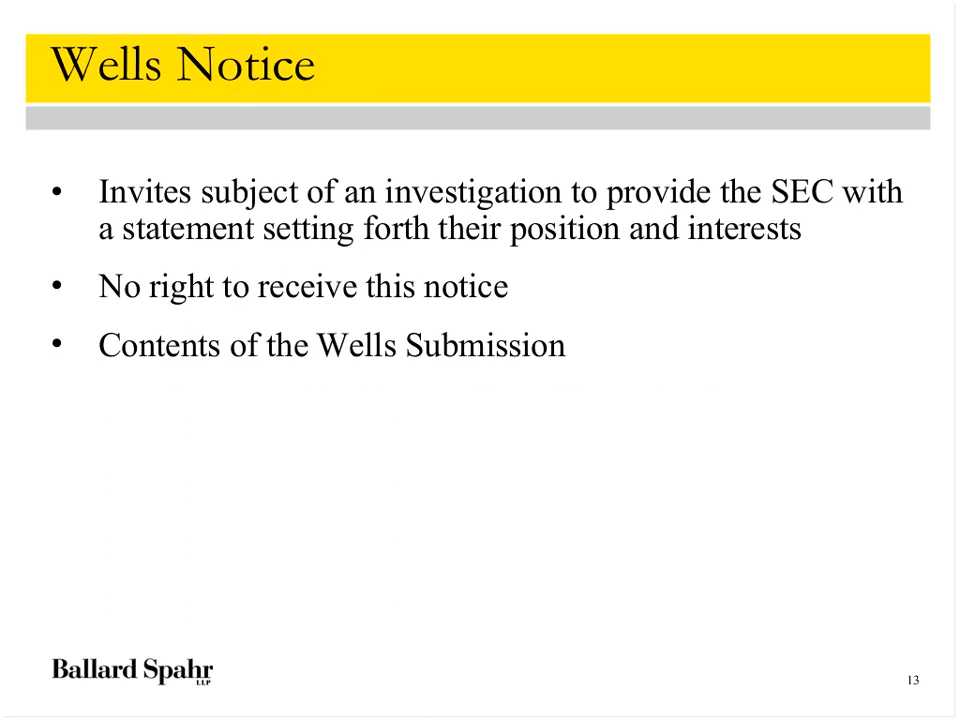 Wells Notice
• Invites subject of an investigation to provide the SEC with
a statement setting forth their position and interests
• No right to receive this notice
• Contents of the Wells Submission
Ballard Spahr
LLP
13